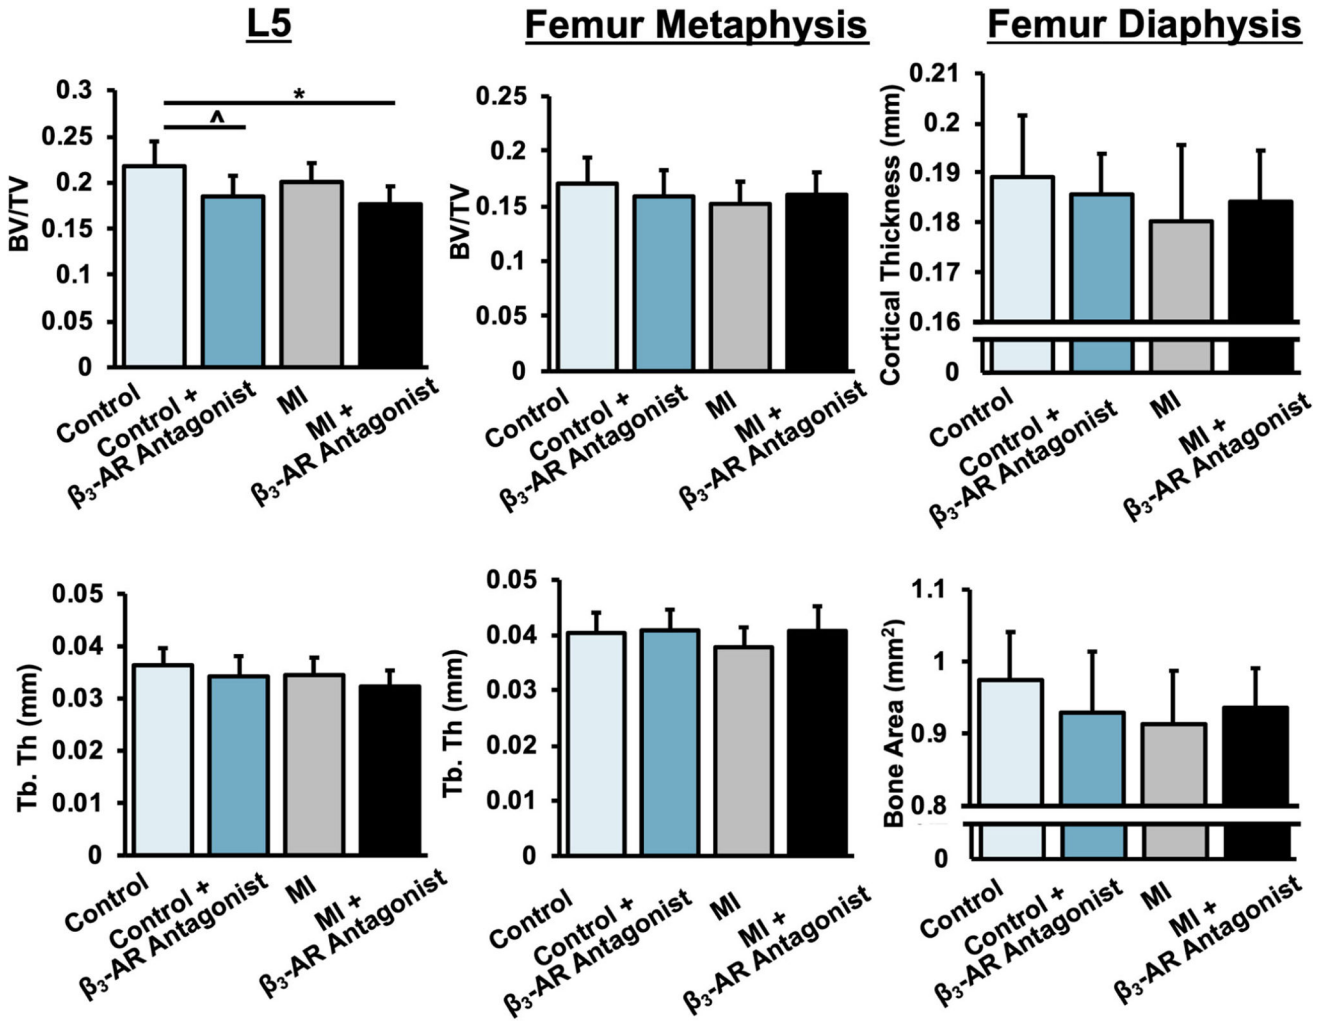 L5
Femur Metaphysis
Femur Diaphysis
BV/TV
0.3
0.25
0.2
0.15
0.1
0.05
0
*
^
Control
Control +
β₃-AR Antagonist
MI
MI +
β₃-AR Antagonist
BV/TV
0.25
0.2
0.15
0.1
0.05
0
Control
Control +
β₃-AR Antagonist
MI
MI +
β₃-AR Antagonist
Cortical Thickness (mm)
0.21
0.2
0.19
0.18
0.17
0.16
0
Control
Control +
β₃-AR Antagonist
MI
MI +
β₃-AR Antagonist
Tb. Th (mm)
0.05
0.04
0.03
0.02
0.01
0
Control
Control +
β₃-AR Antagonist
MI
MI +
β₃-AR Antagonist
Tb. Th (mm)
0.05
0.04
0.03
0.02
0.01
0
Control
Control +
β₃-AR Antagonist
MI
MI +
β₃-AR Antagonist
Bone Area (mm²)
1.1
1
0.9
0.8
0
Control
Control +
β₃-AR Antagonist
MI
MI +
β₃-AR Antagonist